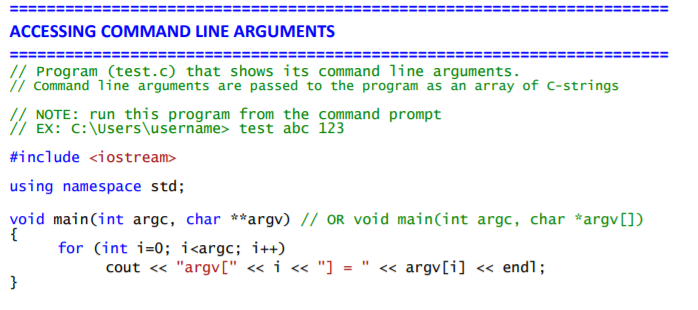 ========================================================================
ACCESSING COMMAND LINE ARGUMENTS
========================================================================
// Program (test.c) that shows its command line arguments.
// Command line arguments are passed to the program as an array of C-strings
// NOTE: run this program from the command prompt
// EX: C:\Users\username> test abc 123
#include <iostream>
using namespace std;
void main(int argc, char **argv) // OR void main(int argc, char *argv[])
{
for (int i=0; i<argc; i++)
cout << "argv[" << i << "] = " << argv[i] << endl;
}